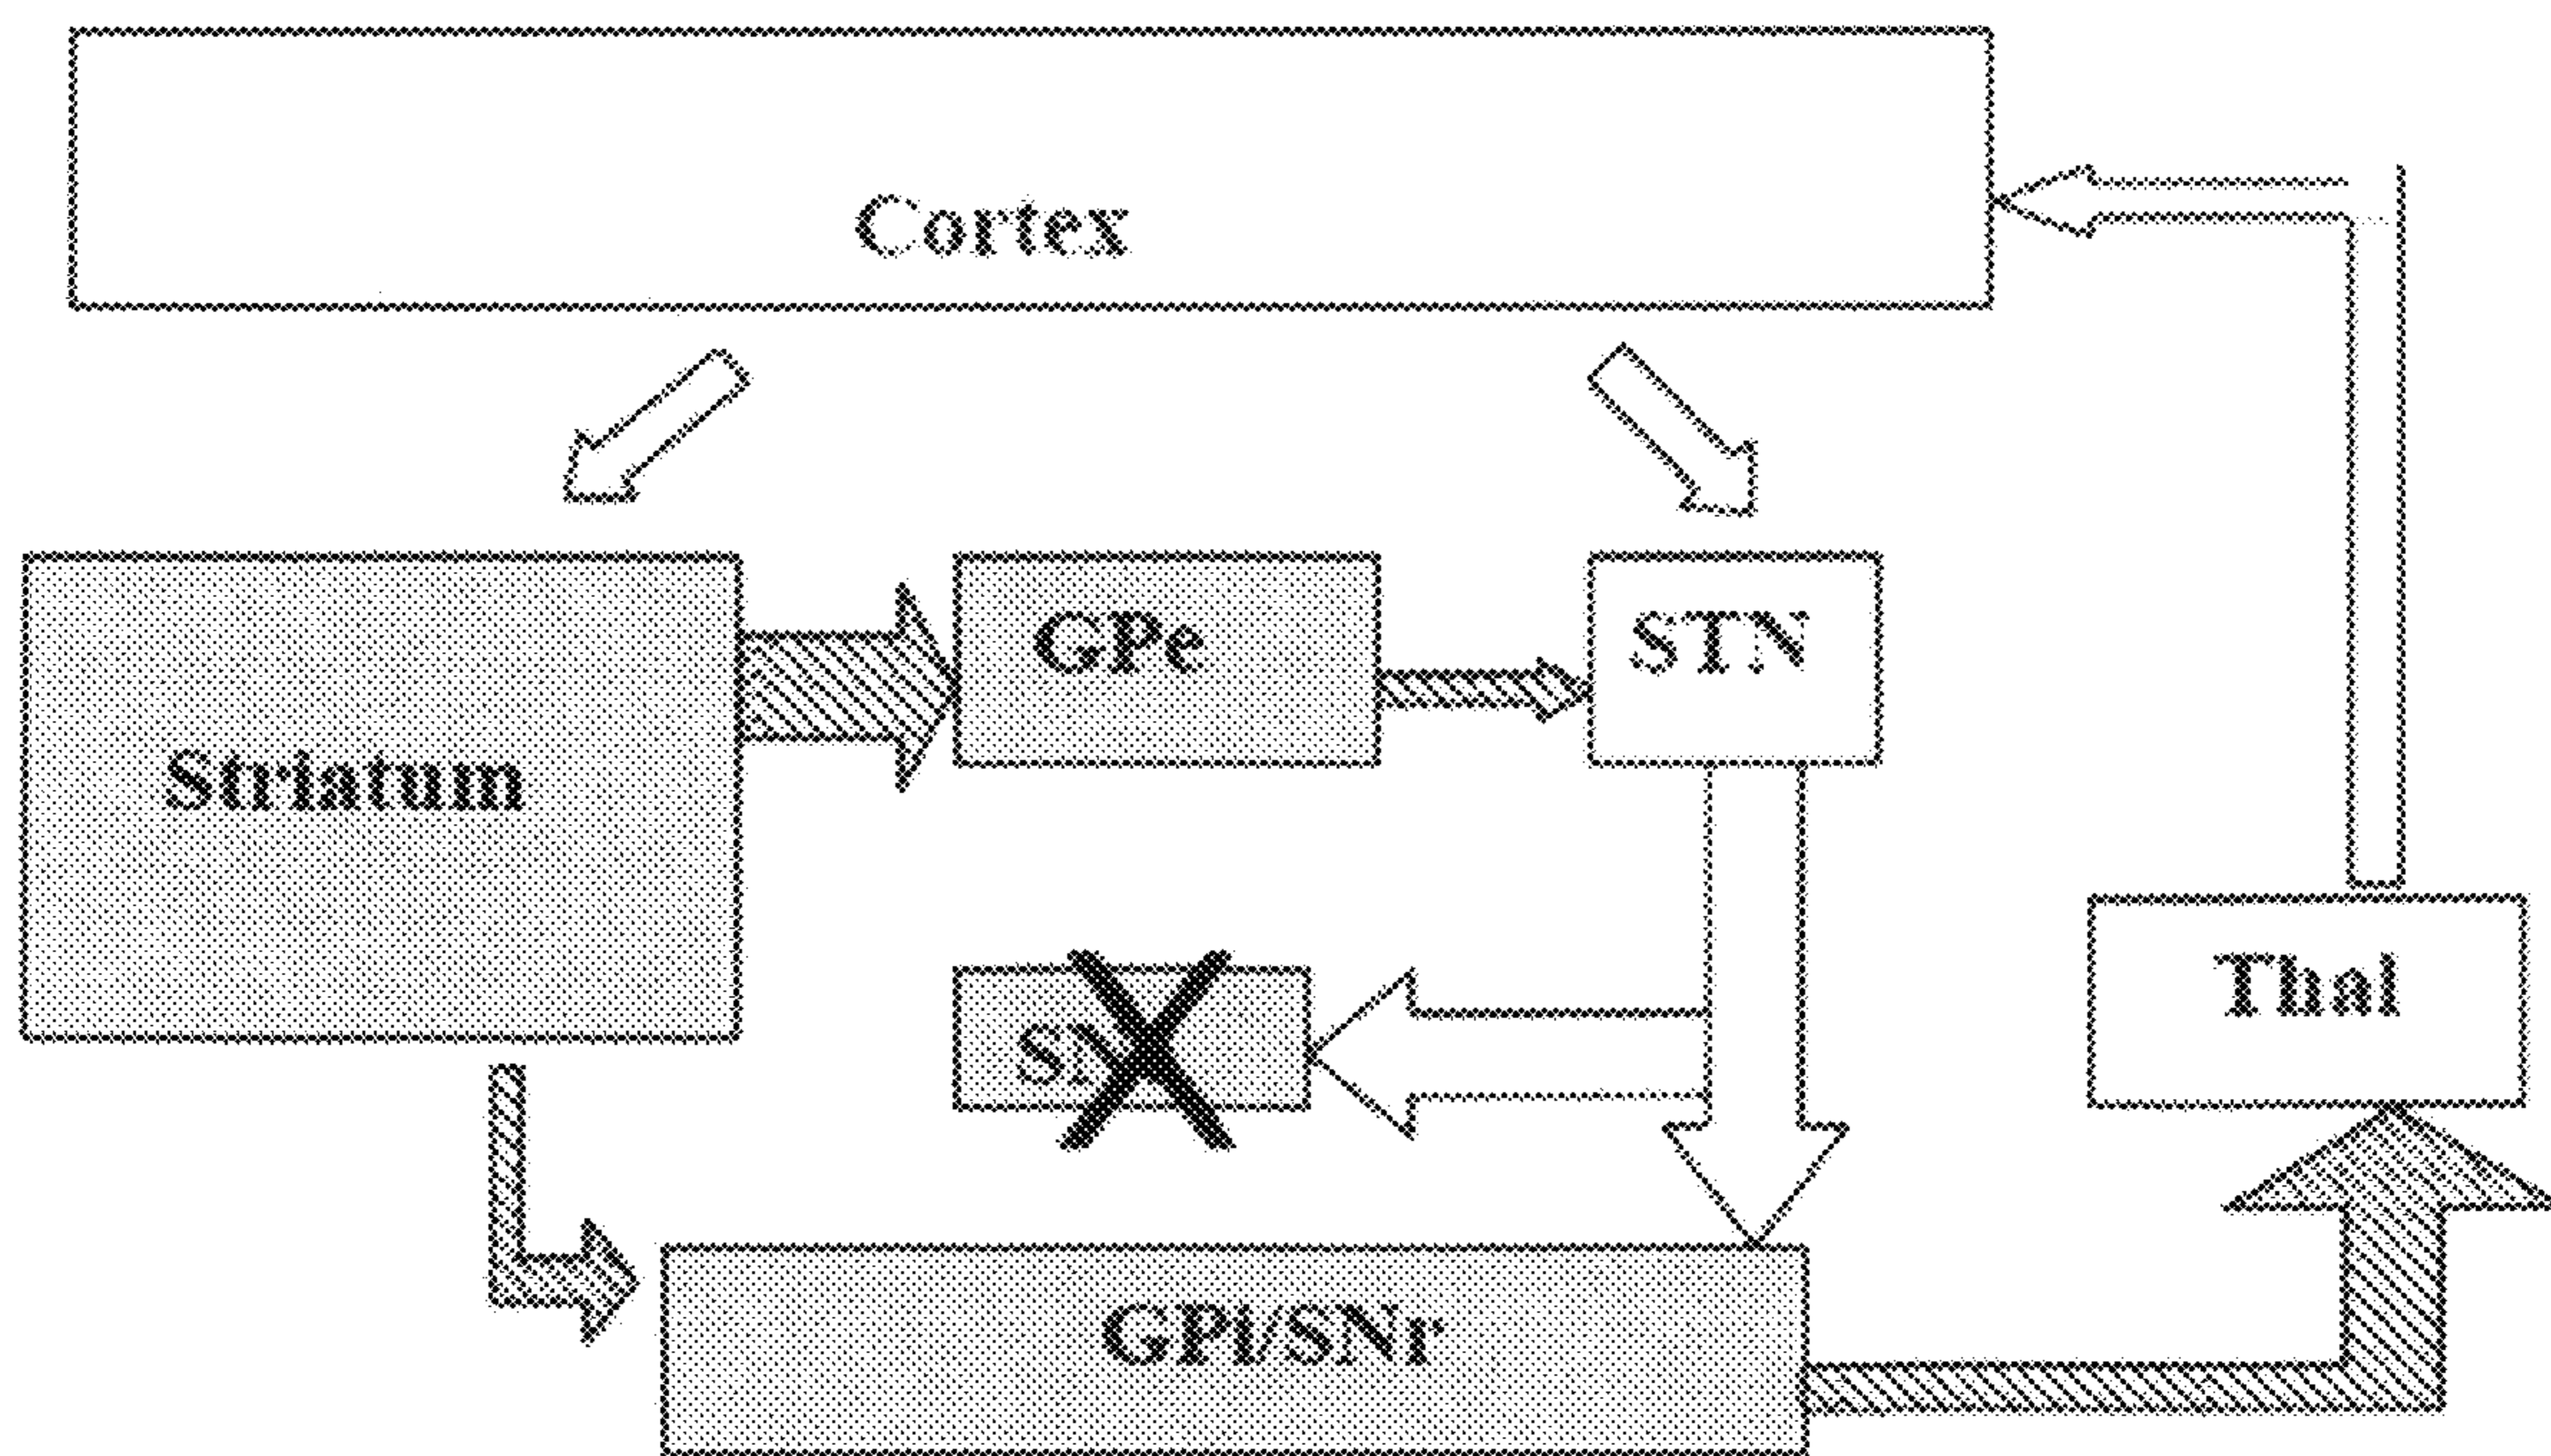 Cortex
Striatum
GPe
STN
Thal
GPi/SNr